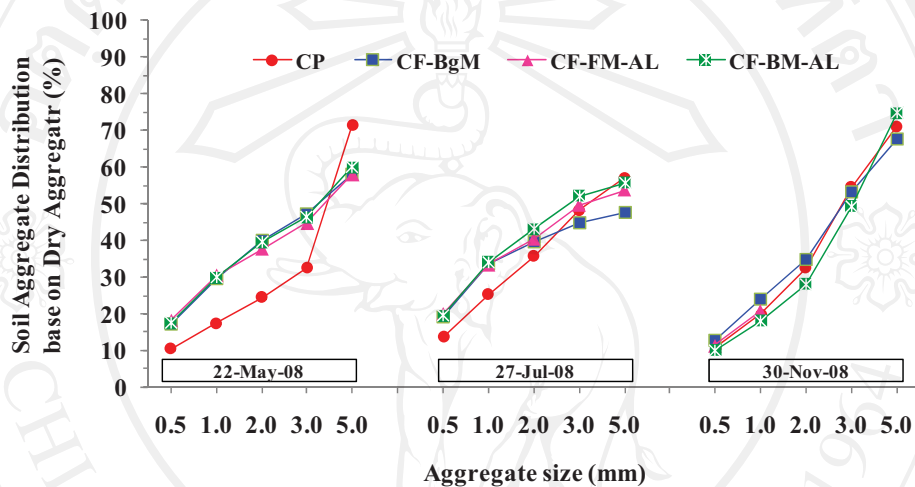 100
90
80
70
60
50
40
30
20
10
0
Soil Aggregate Distribution
base on Dry Aggregatr (%)
CP CF-BgM CF-FM-AL CF-BM-AL
22-May-08 27-Jul-08 30-Nov-08
0.5 1.0 2.0 3.0 5.0 0.5 1.0 2.0 3.0 5.0 0.5 1.0 2.0 3.0 5.0
Aggregate size (mm)
CHI
1964